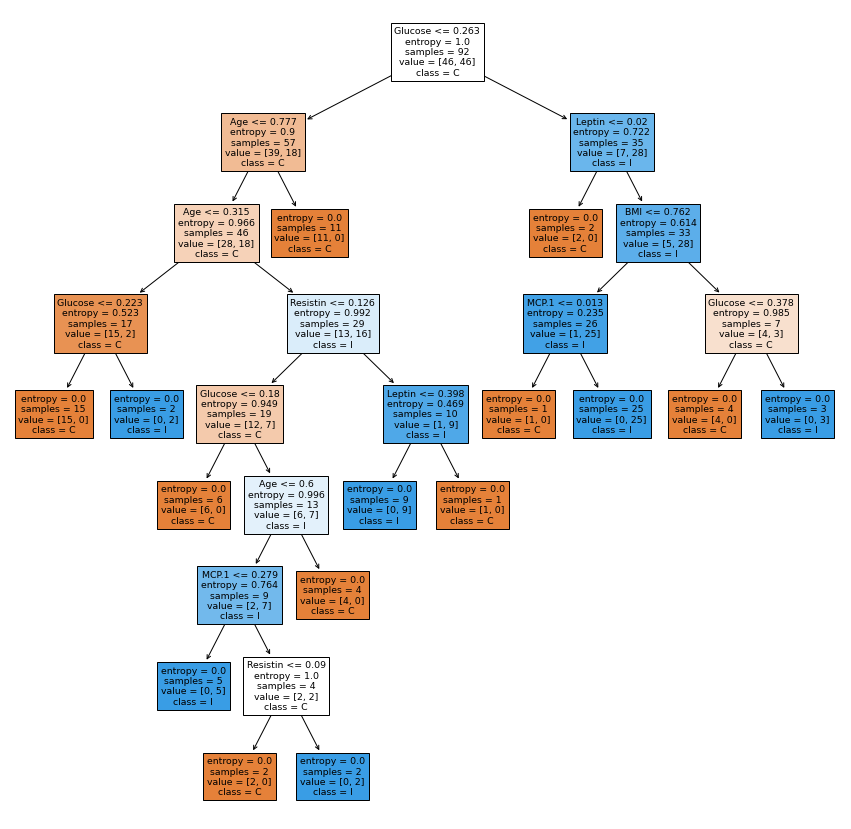 Glucose <= 0.263
entropy = 1.0
samples = 92
value = [46, 46]
class = C
Age <= 0.777
entropy = 0.9
samples = 57
value = [39, 18]
class = C
Leptin <= 0.02
entropy = 0.722
samples = 35
value = [7, 28]
class = I
Age <= 0.315
entropy = 0.966
samples = 46
value = [28, 18]
class = C
entropy = 0.0
samples = 11
value = [11, 0]
class = C
entropy = 0.0
samples = 2
value = [2, 0]
class = C
BMI <= 0.762
entropy = 0.614
samples = 33
value = [5, 28]
class = I
Glucose <= 0.223
entropy = 0.523
samples = 17
value = [15, 2]
class = C
Resistin <= 0.126
entropy = 0.992
samples = 29
value = [13, 16]
class = I
MCP.1 <= 0.013
entropy = 0.235
samples = 26
value = [1, 25]
class = I
Glucose <= 0.378
entropy = 0.985
samples = 7
value = [4, 3]
class = C
entropy = 0.0
samples = 15
value = [15, 0]
class = C
entropy = 0.0
samples = 2
value = [0, 2]
class = I
Glucose <= 0.18
entropy = 0.949
samples = 19
value = [12, 7]
class = C
Leptin <= 0.398
entropy = 0.469
samples = 10
value = [1, 9]
class = I
entropy = 0.0
samples = 1
value = [1, 0]
class = C
entropy = 0.0
samples = 25
value = [0, 25]
class = I
entropy = 0.0
samples = 4
value = [4, 0]
class = C
entropy = 0.0
samples = 3
value = [0, 3]
class = I
entropy = 0.0
samples = 6
value = [6, 0]
class = C
Age <= 0.6
entropy = 0.996
samples = 13
value = [6, 7]
class = I
entropy = 0.0
samples = 9
value = [0, 9]
class = I
entropy = 0.0
samples = 1
value = [1, 0]
class = C
MCP.1 <= 0.279
entropy = 0.764
samples = 9
value = [2, 7]
class = I
entropy = 0.0
samples = 4
value = [4, 0]
class = C
entropy = 0.0
samples = 5
value = [0, 5]
class = I
Resistin <= 0.09
entropy = 1.0
samples = 4
value = [2, 2]
class = C
entropy = 0.0
samples = 2
value = [2, 0]
class = C
entropy = 0.0
samples = 2
value = [0, 2]
class = I